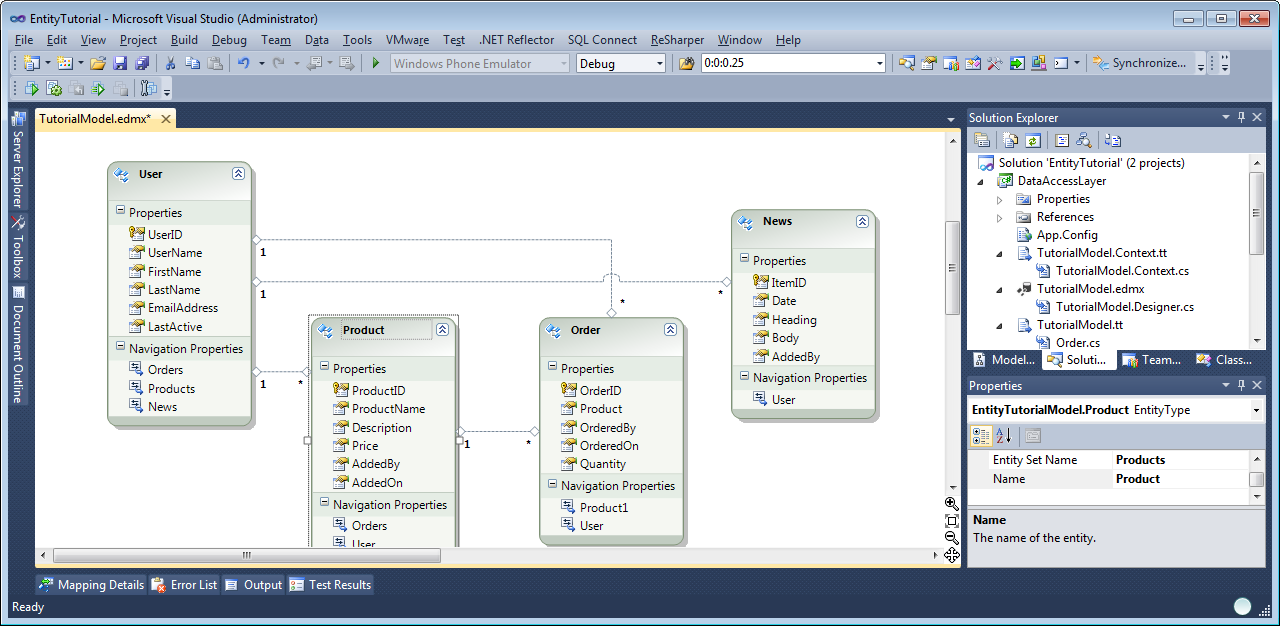 EntityTutorial - Microsoft Visual Studio (Administrator)
File Edit View Project Build Debug Team Data Tools VMware Test .NET Reflector SQL Connect ReSharper Window Help
Windows Phone Emulator Debug 0:0:0.25 Synchronize...
Server Explorer
Toolbox
Document Outline
TutorialModel.edmx*
User
Properties
UserID
UserName
FirstName
LastName
EmailAddress
LastActive
Navigation Properties
Orders
Products
News
1
1
1
*
*
*
Product
Properties
ProductID
ProductName
Description
Price
AddedBy
AddedOn
Navigation Properties
Orders
User
1
*
Order
Properties
OrderID
Product
OrderedBy
OrderedOn
Quantity
Navigation Properties
Product1
User
News
Properties
ItemID
Date
Heading
Body
AddedBy
Navigation Properties
User
Solution Explorer
Solution 'EntityTutorial' (2 projects)
DataAccessLayer
Properties
References
App.Config
TutorialModel.Context.tt
TutorialModel.Context.cs
TutorialModel.edmx
TutorialModel.Designer.cs
TutorialModel.tt
Order.cs
Model... Soluti... Team... Class...
Properties
EntityTutorialModel.Product EntityType
Entity Set Name Products
Name Product
Name
The name of the entity.
Mapping Details Error List Output Test Results
Ready